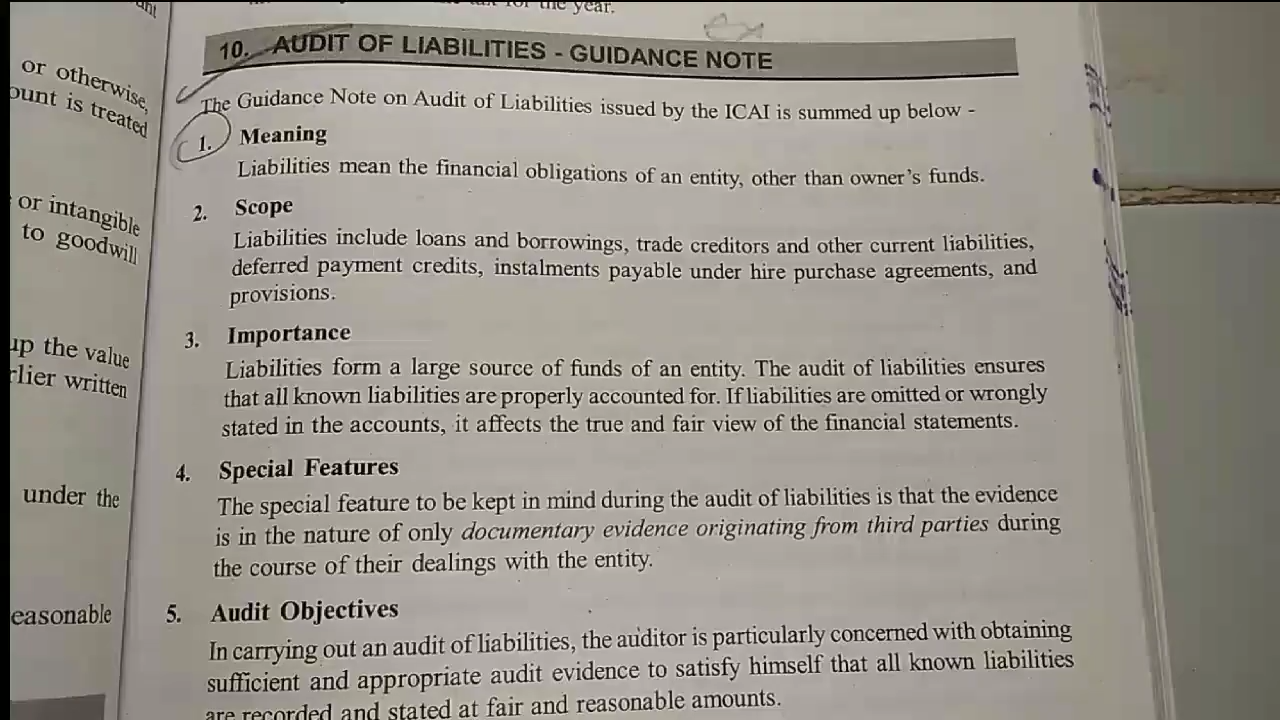 unt
or otherwise,
ount is treated
or intangible
to goodwill
up the value
rlier written
under the
easonable
for the year.
10. AUDIT OF LIABILITIES - GUIDANCE NOTE
The Guidance Note on Audit of Liabilities issued by the ICAI is summed up below -
1. Meaning
Liabilities mean the financial obligations of an entity, other than owner's funds.
2. Scope
Liabilities include loans and borrowings, trade creditors and other current liabilities,
deferred payment credits, instalments payable under hire purchase agreements, and
provisions.
3. Importance
Liabilities form a large source of funds of an entity. The audit of liabilities ensures
that all known liabilities are properly accounted for. If liabilities are omitted or wrongly
stated in the accounts, it affects the true and fair view of the financial statements.
4. Special Features
The special feature to be kept in mind during the audit of liabilities is that the evidence
is in the nature of only documentary evidence originating from third parties during
the course of their dealings with the entity.
5. Audit Objectives
In carrying out an audit of liabilities, the auditor is particularly concerned with obtaining
sufficient and appropriate audit evidence to satisfy himself that all known liabilities
are recorded and stated at fair and reasonable amounts.